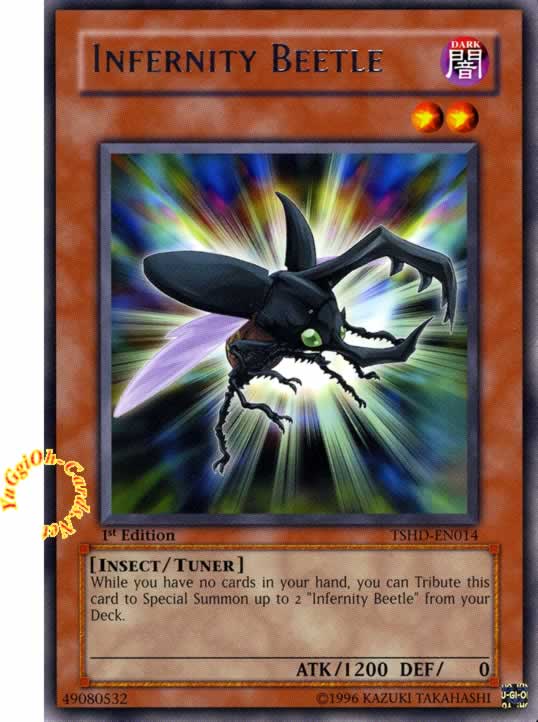 INFERNITY BEETLE
DARK
闇
YuGgiOh-Cards.Net
1st Edition
TSHD-EN014
[INSECT/TUNER]
While you have no cards in your hand, you can Tribute this
card to Special Summon up to 2 "Infernity Beetle" from your
Deck.
ATK/1200 DEF/ 0
49080532
©1996 KAZUKI TAKAHASHI